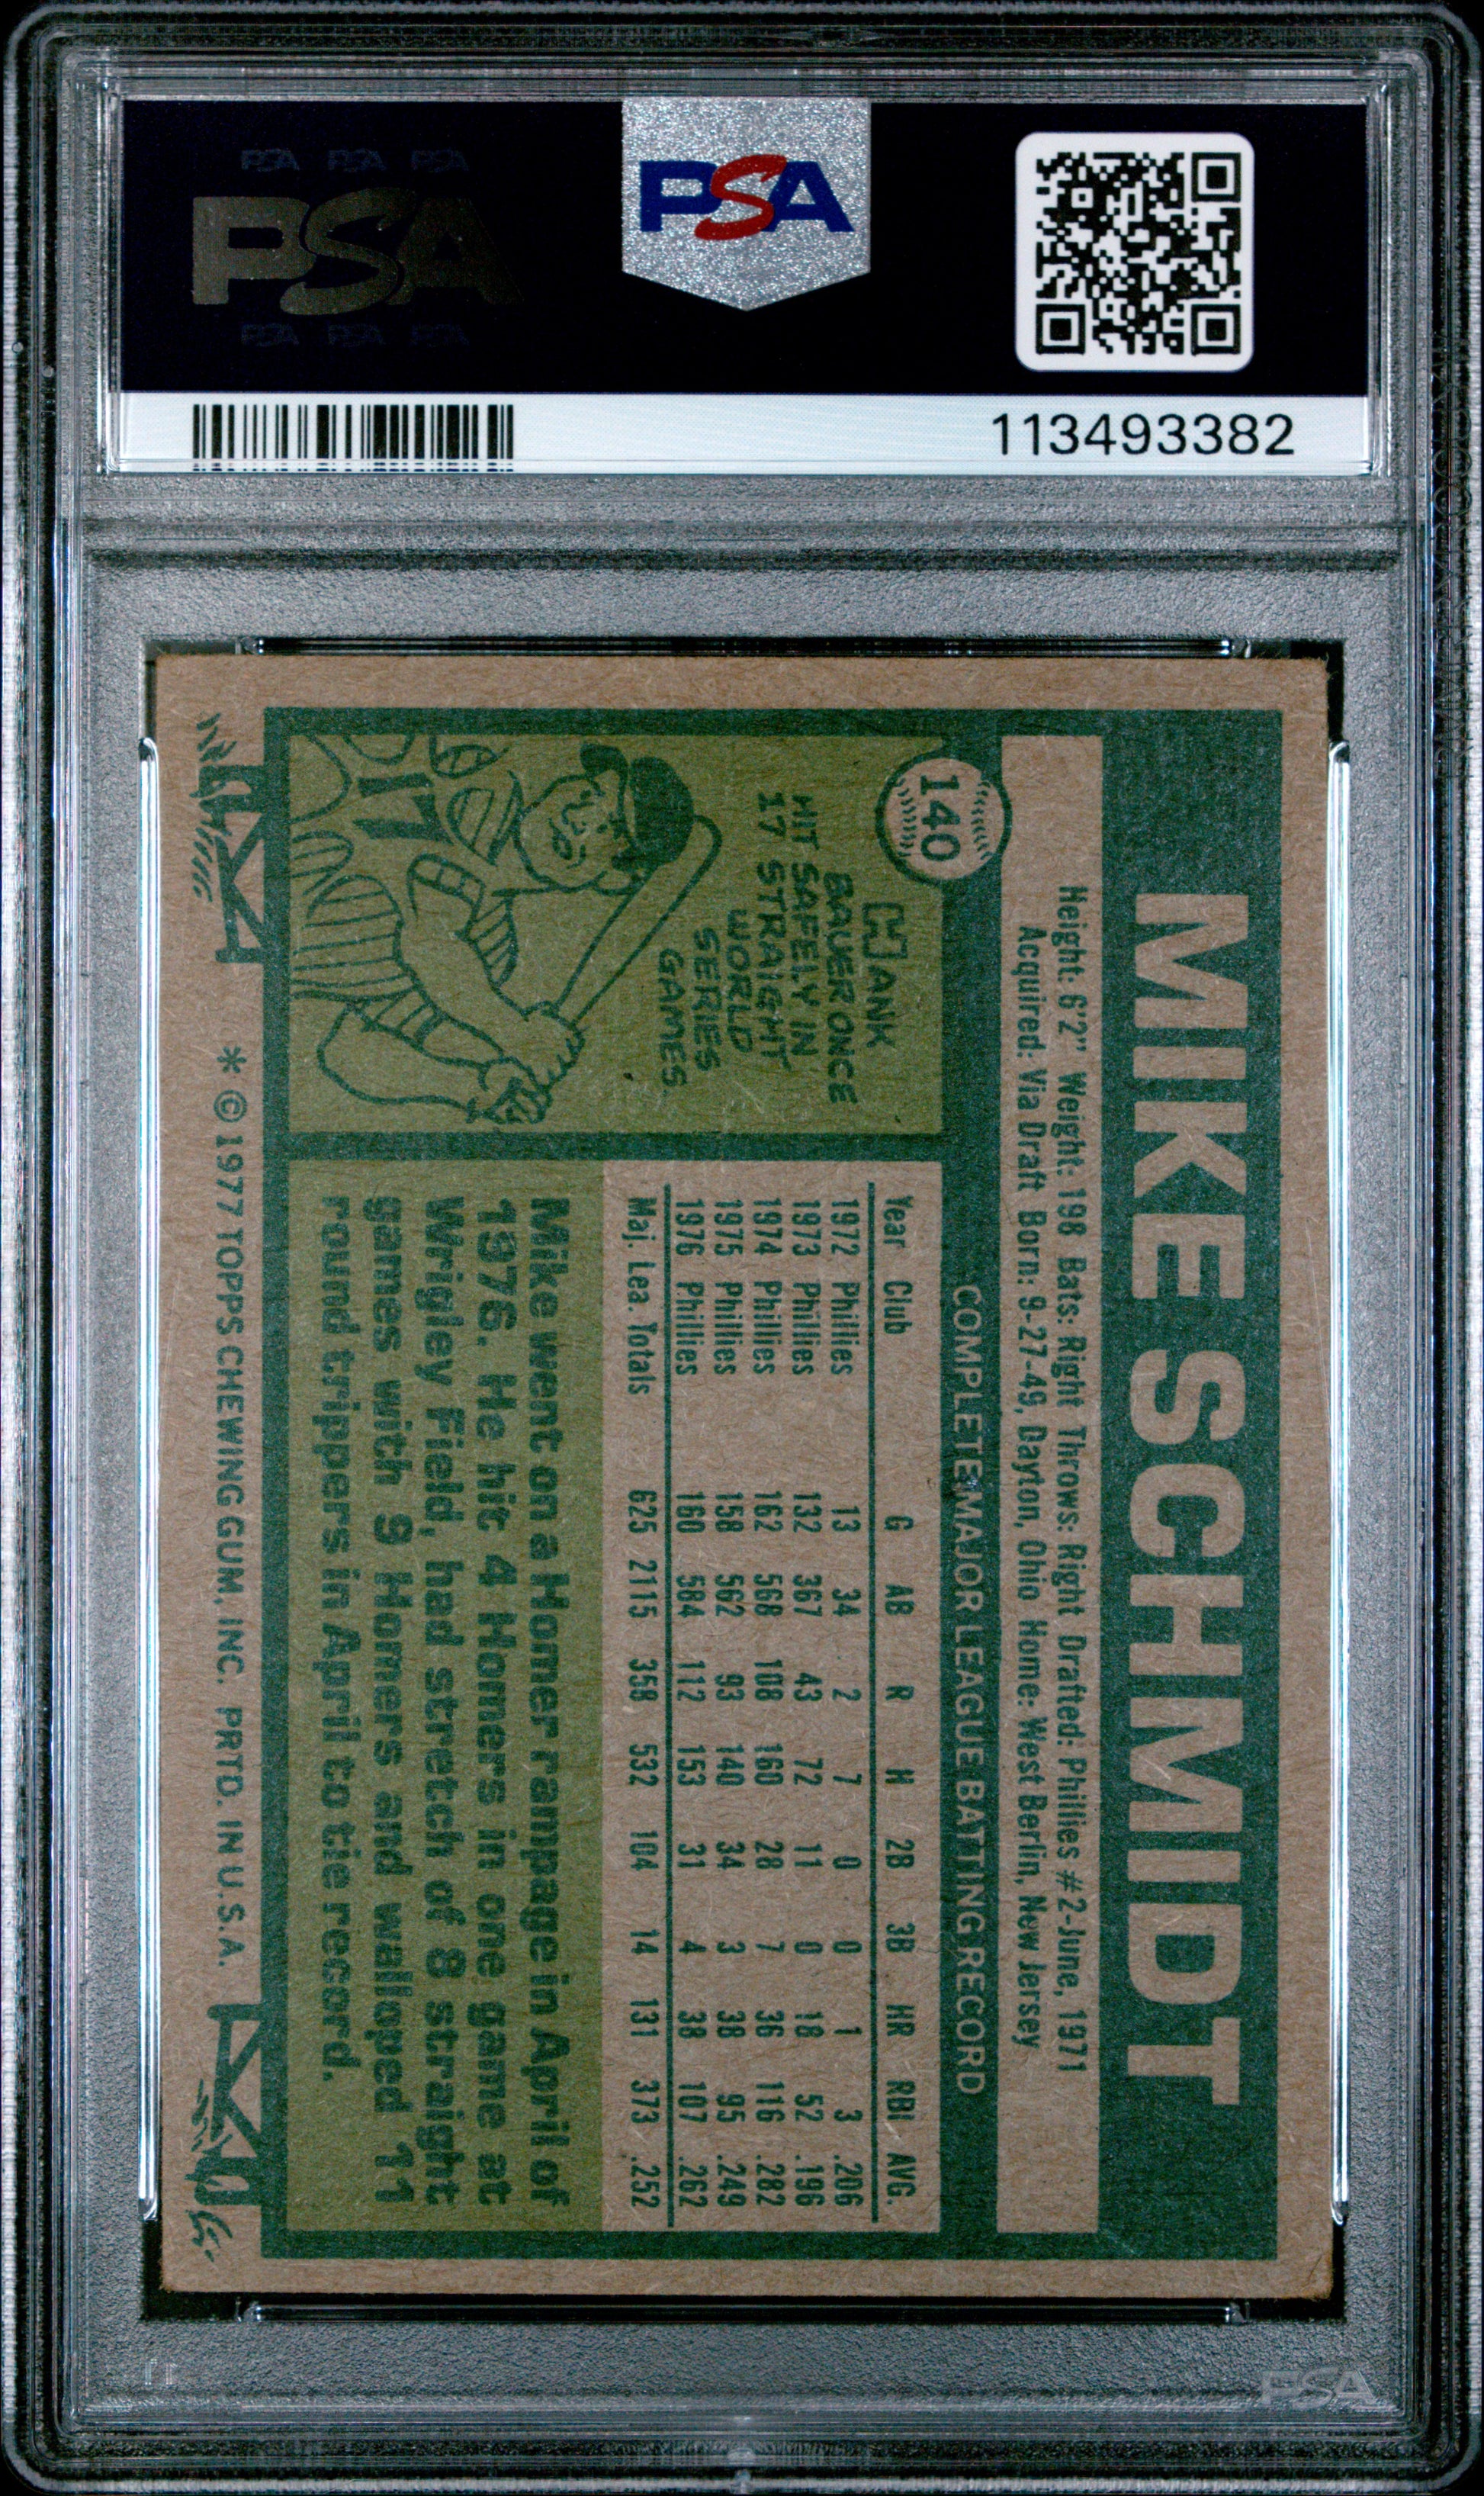 PSA PSA PSA
PSA
PSA PSA PSA
PSA
113493382
140
MIKE SCHMIDT
Height: 6'2" Weight: 198 Bats: Right Throws: Right Drafted: Phillies #2-June, 1971
Acquired: Via Draft Born: 9-27-49, Dayton, Ohio Home: West Berlin, New Jersey
COMPLETE MAJOR LEAGUE BATTING RECORD
HANK
BAUER ONCE
HIT SAFELY IN
17 STRAIGHT
WORLD
SERIES
GAMES
17
Year Club G AB R H 2B 3B HR RBI AVG.
1972 Phillies 13 34 2 7 0 0 1 3 .206
1973 Phillies 132 367 43 72 11 0 18 52 .196
1974 Phillies 162 568 108 160 28 7 36 116 .282
1975 Phillies 158 562 93 140 34 3 38 95 .249
1976 Phillies 160 584 112 153 31 4 38 107 .262
Maj. Lea. Totals 625 2115 358 532 104 14 131 373 .252
Mike went on a Homer rampage in April of
1976. He hit 4 Homers in one game at
Wrigley Field, had stretch of 8 straight
games with 9 Homers and walloped 11
round trippers in April to tie record.
* © 1977 TOPPS CHEWING GUM, INC. PRTD. IN U.S.A.
PSA